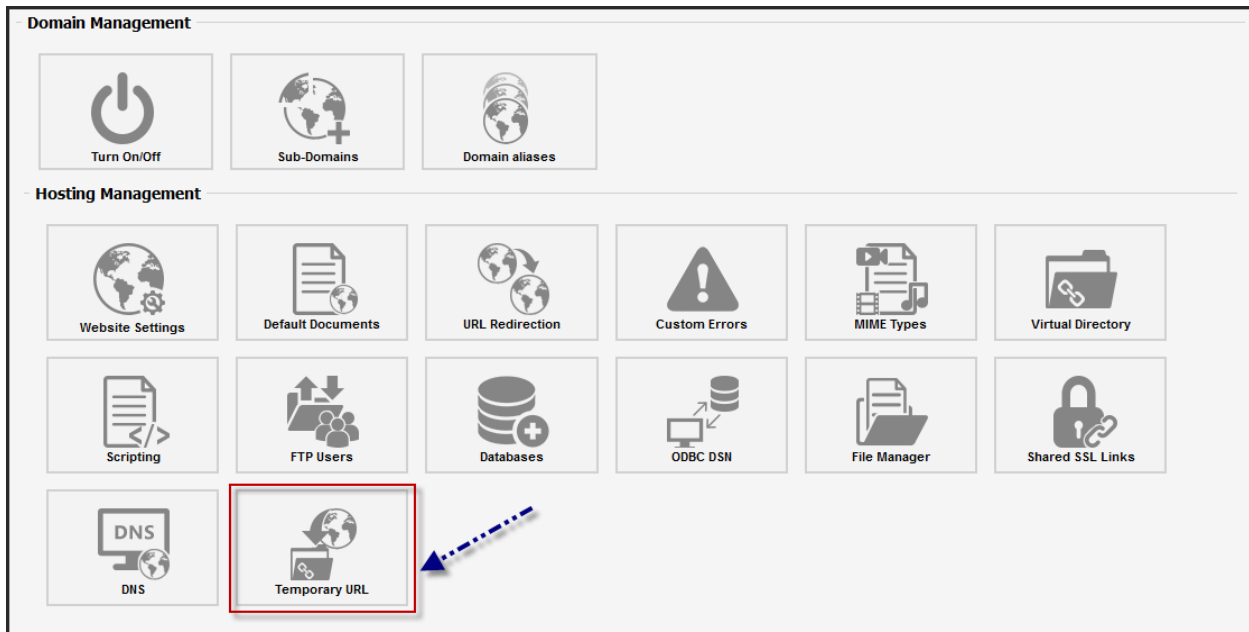 Domain Management
Turn On/Off
Sub-Domains
Domain aliases
Hosting Management
Website Settings
Default Documents
URL Redirection
Custom Errors
MIME Types
Virtual Directory
</>
Scripting
FTP Users
Databases
ODBC DSN
File Manager
Shared SSL Links
DNS
DNS
Temporary URL